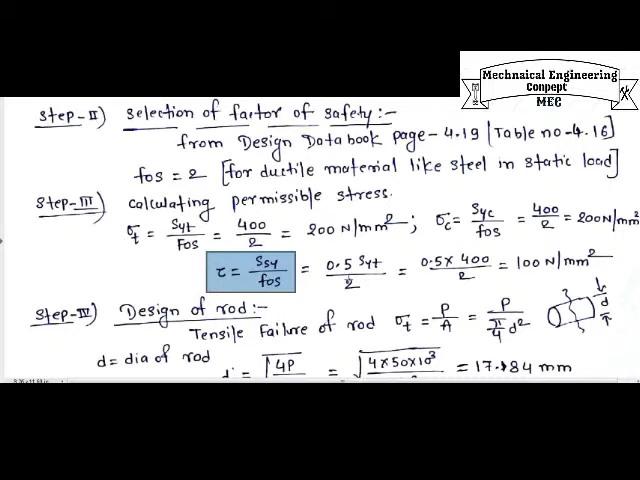 Mechnaical Engineering
Conpept
MEC
Step-II) Selection of factor of safety:-
from Design Databook page-4.19 [Table no-4.16]
fos = 2 [for ductile material like steel in static load]
Step-III) calculating permissible stress.
σt = Syt/Fos = 400/2 = 200 N/mm²; σc = Syc/fos = 400/2 = 200N/mm²
τ = Ssy/fos = 0.5 Syt/2 = 0.5×400/2 = 100 N/mm²
Step-IV) Design of rod:-
Tensile Failure of rod σt = P/A = P/(π/4 d²)
d
d = dia of rod
4P = 4×50×10³ = 17.84 mm